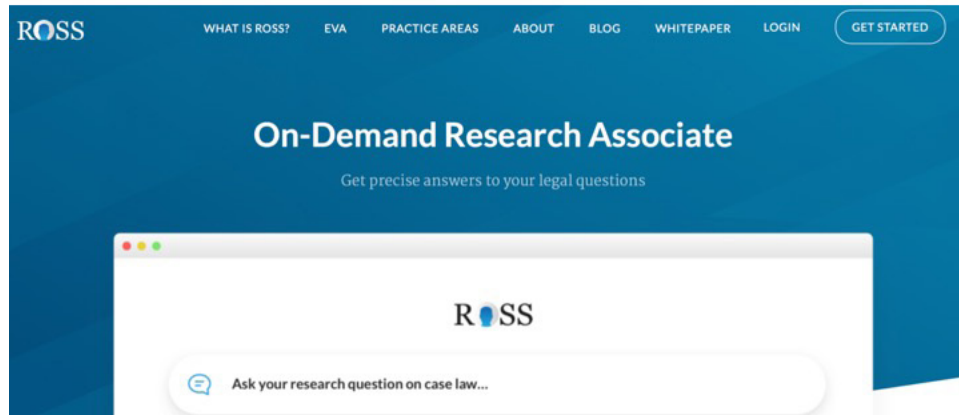 ROSS WHAT IS ROSS? EVA PRACTICE AREAS ABOUT BLOG WHITEPAPER LOGIN GET STARTED
On-Demand Research Associate
Get precise answers to your legal questions
ROSS
Ask your research question on case law...